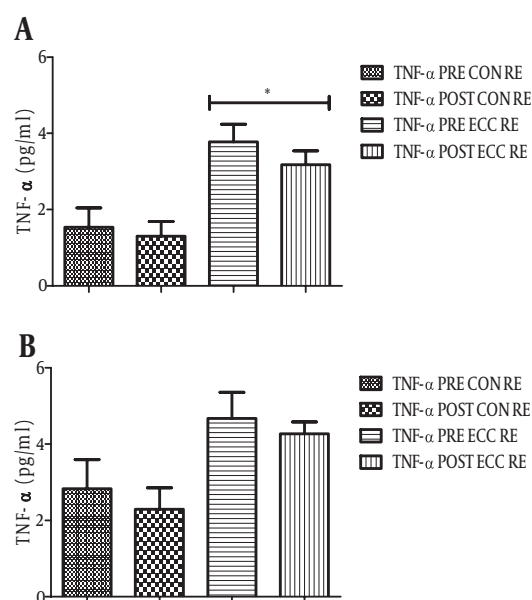 A
6
4
2
0
TNF-α (pg/ml)
*
TNF-α PRE CON RE
TNF-α POST CON RE
TNF-α PRE ECC RE
TNF-α POST ECC RE
B
6
4
2
0
TNF-α (pg/ml)
TNF-α PRE CON RE
TNF-α POST CON RE
TNF-α PRE ECC RE
TNF-α POST ECC RE